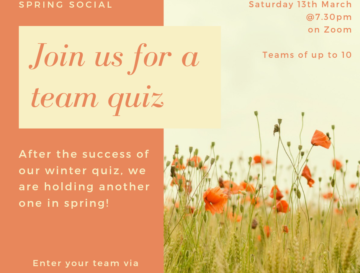 SPRING SOCIAL
Join us for a
team quiz
After the success of
our winter quiz, we
are holding another
one in spring!
Enter your team via
Saturday 13th March
@7.30pm
on Zoom
Teams of up to 10